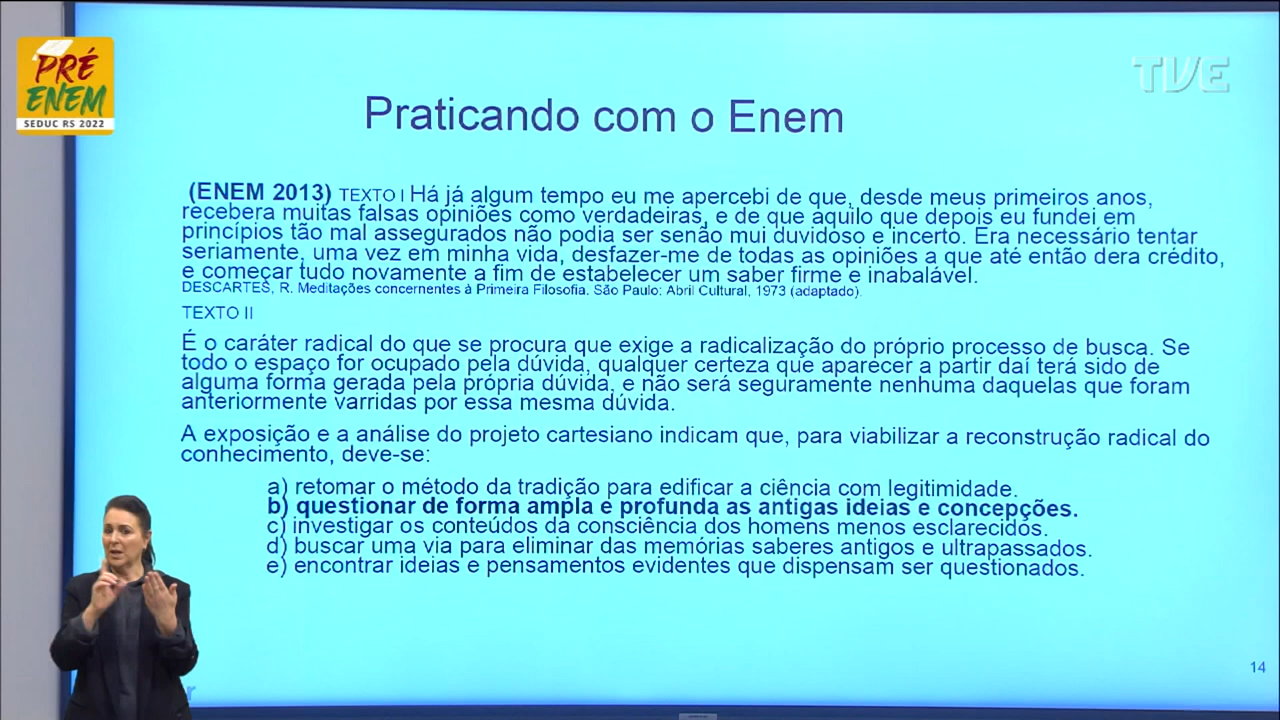 PRÉ
ENEM
SEDUC RS 2022
TVE
Praticando com o Enem
(ENEM 2013) TEXTO I Há já algum tempo eu me apercebi de que, desde meus primeiros anos,
recebera muitas falsas opiniões como verdadeiras, e de que aquilo que depois eu fundei em
princípios tão mal assegurados não podia ser senão mui duvidoso e incerto. Era necessário tentar
seriamente, uma vez em minha vida, desfazer-me de todas as opiniões a que até então dera crédito,
e começar tudo novamente a fim de estabelecer um saber firme e inabalável.
DESCARTES, R. Meditações concernentes à Primeira Filosofia. São Paulo: Abril Cultural, 1973 (adaptado).
TEXTO II
É o caráter radical do que se procura que exige a radicalização do próprio processo de busca. Se
todo o espaço for ocupado pela dúvida, qualquer certeza que aparecer a partir daí terá sido de
alguma forma gerada pela própria dúvida, e não será seguramente nenhuma daquelas que foram
anteriormente varridas por essa mesma dúvida.
A exposição e a análise do projeto cartesiano indicam que, para viabilizar a reconstrução radical do
conhecimento, deve-se:
a) retomar o método da tradição para edificar a ciência com legitimidade.
b) questionar de forma ampla e profunda as antigas ideias e concepções.
c) investigar os conteúdos da consciência dos homens menos esclarecidos.
d) buscar uma via para eliminar das memórias saberes antigos e ultrapassados.
e) encontrar ideias e pensamentos evidentes que dispensam ser questionados.
14